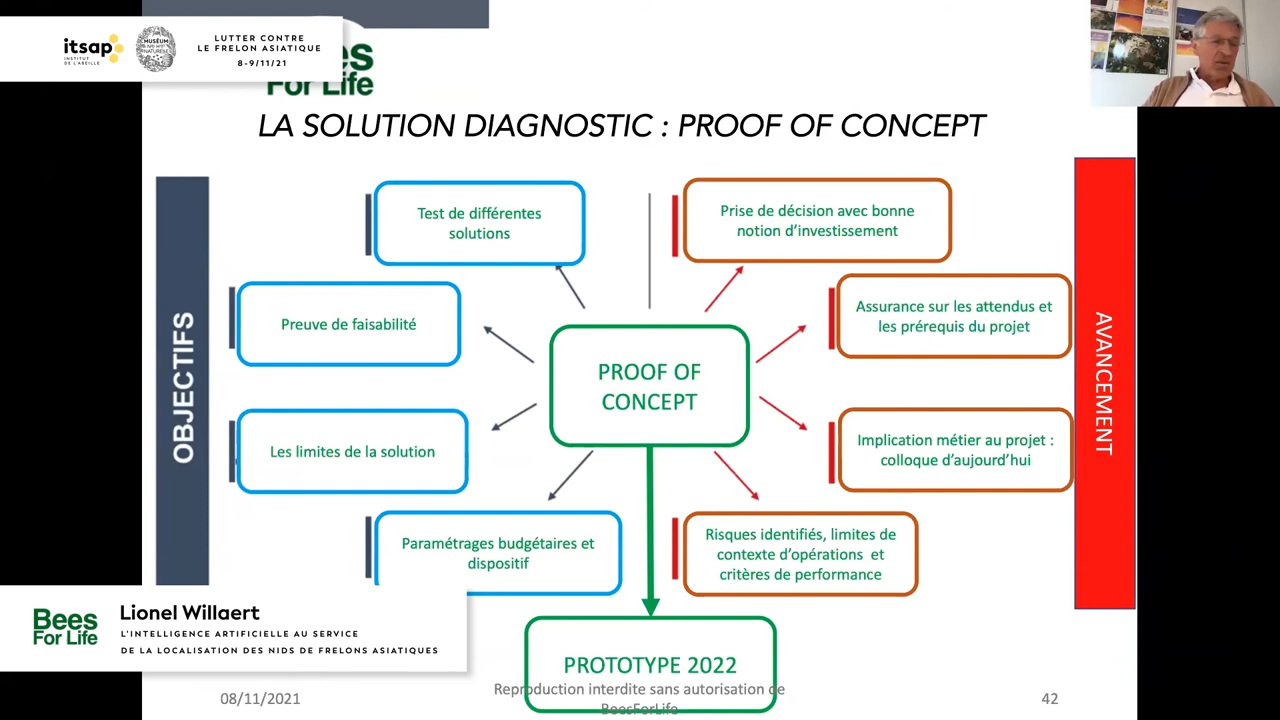 itsap
INSTITUT
DE L'ABEILLE
MUSÉUM
NAT. HIST.
NATURELLE
LUTTER CONTRE
LE FRELON ASIATIQUE
8-9/11/21
es
For Life
LA SOLUTION DIAGNOSTIC : PROOF OF CONCEPT
OBJECTIFS
Test de différentes
solutions
Preuve de faisabilité
Les limites de la solution
Paramétrages budgétaires et
dispositif
PROOF OF
CONCEPT
Prise de décision avec bonne
notion d'investissement
Assurance sur les attendus et
les prérequis du projet
Implication métier au projet :
colloque d'aujourd'hui
Risques identifiés, limites de
contexte d'opérations et
critères de performance
AVANCEMENT
PROTOTYPE 2022
Bees
For Life
Lionel Willaert
L'INTELLIGENCE ARTIFICIELLE AU SERVICE
DE LA LOCALISATION DES NIDS DE FRELONS ASIATIQUES
08/11/2021
Reproduction interdite sans autorisation de
BeesForLife
42